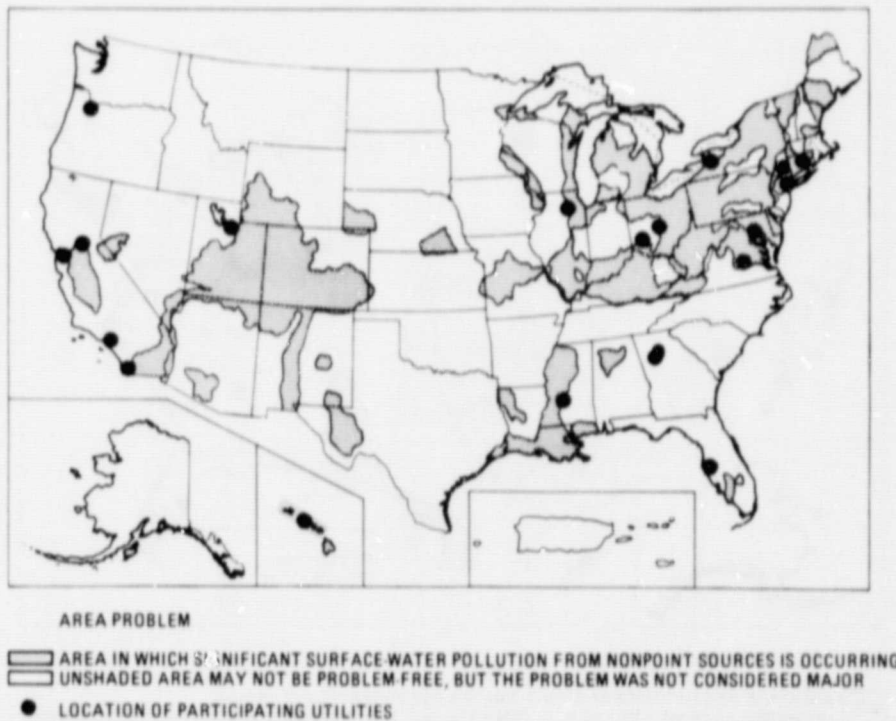 AREA PROBLEM
AREA IN WHICH SIGNIFICANT SURFACE-WATER POLLUTION FROM NONPOINT SOURCES IS OCCURRING
UNSHADED AREA MAY NOT BE PROBLEM-FREE, BUT THE PROBLEM WAS NOT CONSIDERED MAJOR
LOCATION OF PARTICIPATING UTILITIES